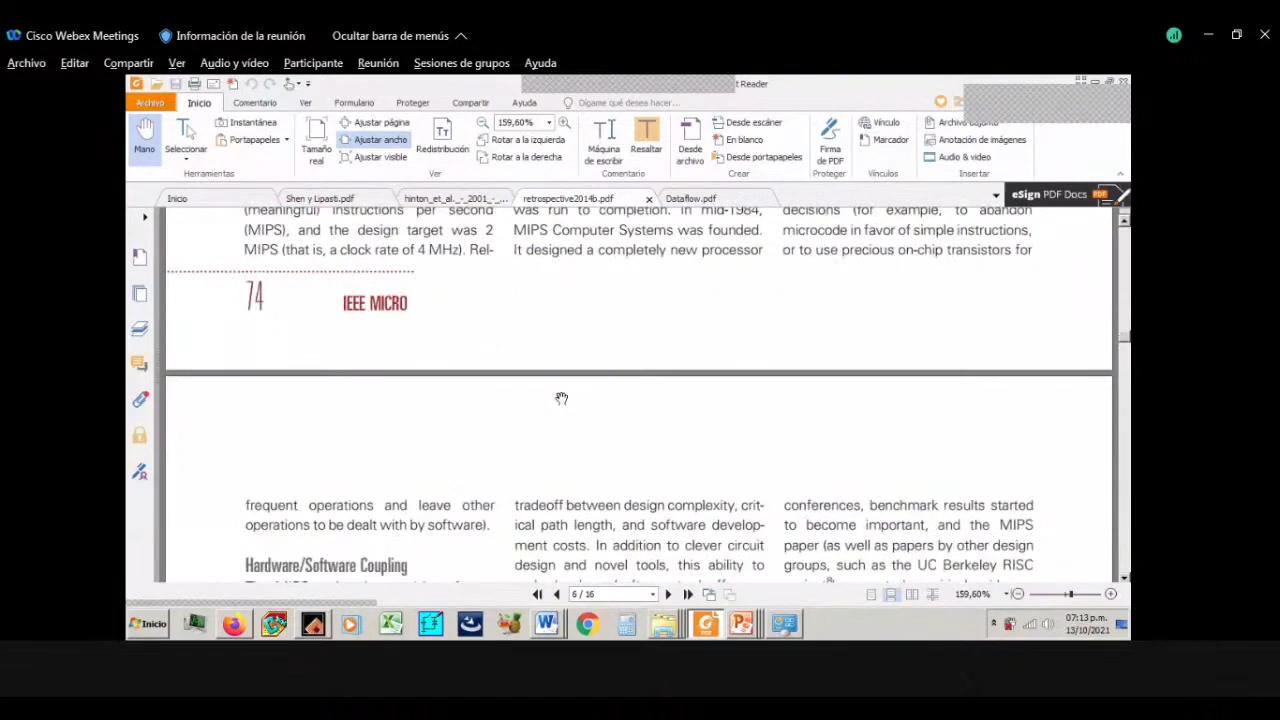 Cisco Webex Meetings
Información de la reunión
Ocultar barra de menús
Archivo Editar Compartir Ver Audio y vídeo Participante Reunión Sesiones de grupos Ayuda
t Reader
Archivo Inicio Comentario Ver Formulario Proteger Compartir Ayuda Dígame qué desea hacer...
Mano
Seleccionar
Instantánea
Portapapeles
Herramientas
Tamaño real
Ajustar página
Ajustar ancho
Ajustar visible
Redistribución
159,60%
Rotar a la izquierda
Rotar a la derecha
Ver
Máquina de escribir
Resaltar
Comentario
Desde archivo
Desde escáner
En blanco
Desde portapapeles
Crear
Firma de PDF
Proteger
Vínculo
Marcador
Vínculos
Archivo adjunto
Anotación de imágenes
Audio & vídeo
Insertar
Inicio
Shen y Lipasti.pdf
hinton_et_al._-_2001_-_...
retrospective2014b.pdf
Dataflow.pdf
eSign PDF Docs
(meaningful) instructions per second
(MIPS), and the design target was 2
MIPS (that is, a clock rate of 4 MHz). Rel-
was run to completion. In mid-1984,
MIPS Computer Systems was founded.
It designed a completely new processor
decisions (for example, to abandon
microcode in favor of simple instructions,
or to use precious on-chip transistors for
74 IEEE MICRO
frequent operations and leave other
operations to be dealt with by software).
Hardware/Software Coupling
tradeoff between design complexity, crit-
ical path length, and software develop-
ment costs. In addition to clever circuit
design and novel tools, this ability to
conferences, benchmark results started
to become important, and the MIPS
paper (as well as papers by other design
groups, such as the UC Berkeley RISC
6 / 16
159,60%
Inicio
07:13 p.m.
13/10/2021